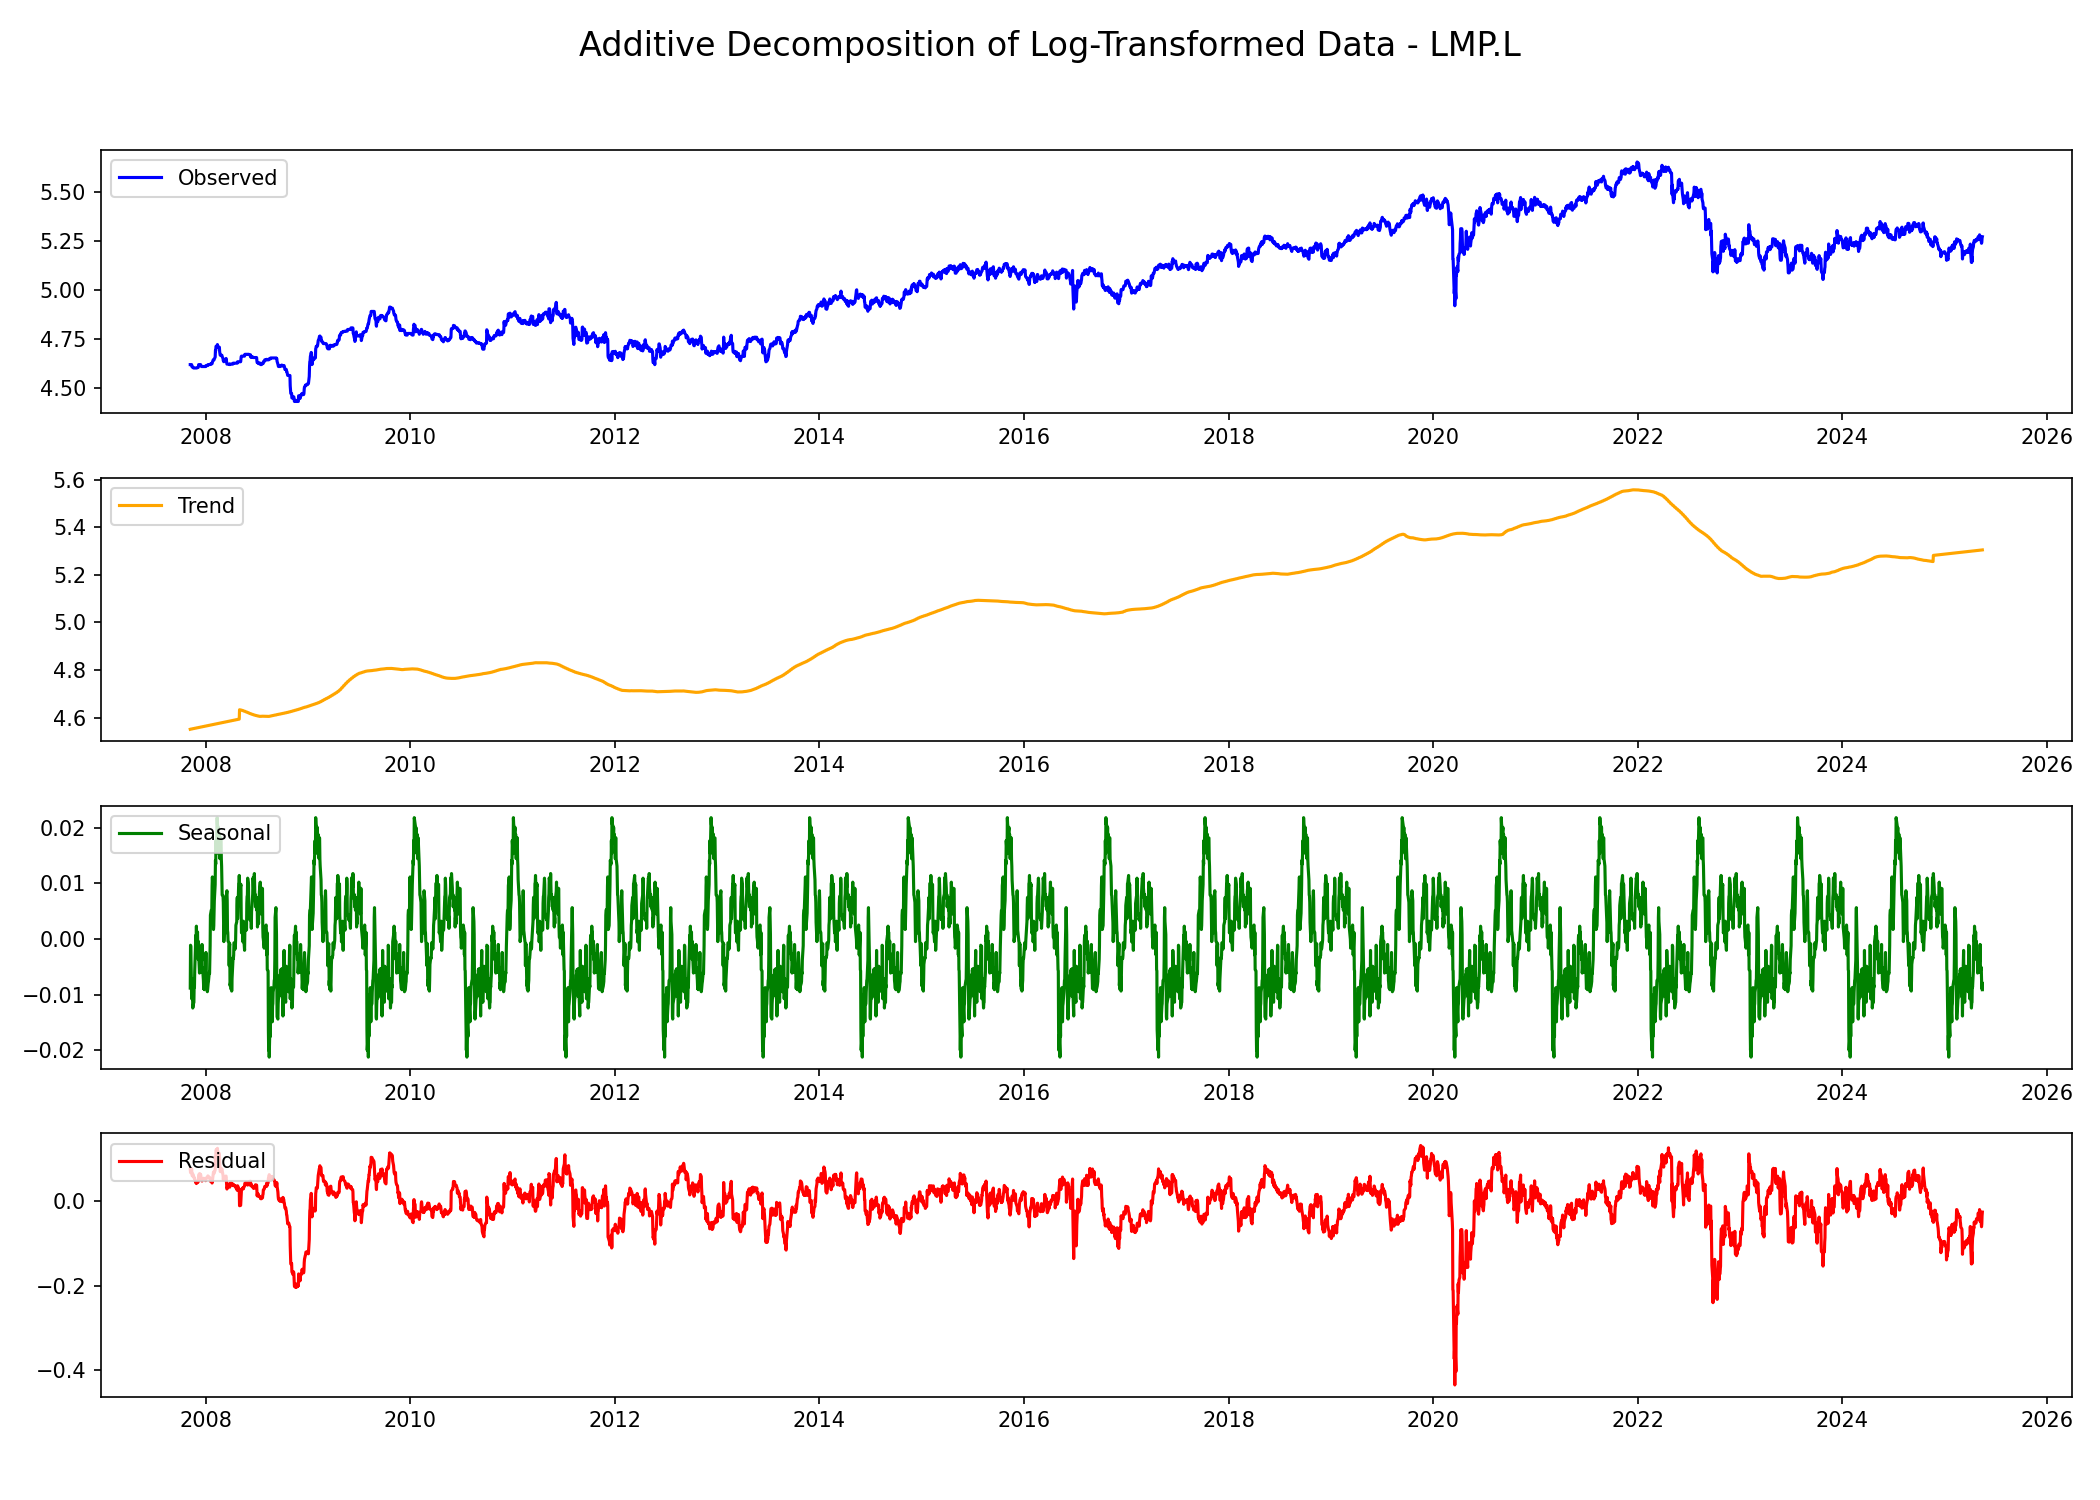 Additive Decomposition of Log-Transformed Data - LMP.L
Observed
5.50
5.25
5.00
4.75
4.50
2008 2010 2012 2014 2016 2018 2020 2022 2024 2026
Trend
5.6
5.4
5.2
5.0
4.8
4.6
2008 2010 2012 2014 2016 2018 2020 2022 2024 2026
Seasonal
0.02
0.01
0.00
−0.01
−0.02
2008 2010 2012 2014 2016 2018 2020 2022 2024 2026
Residual
0.0
−0.2
−0.4
2008 2010 2012 2014 2016 2018 2020 2022 2024 2026